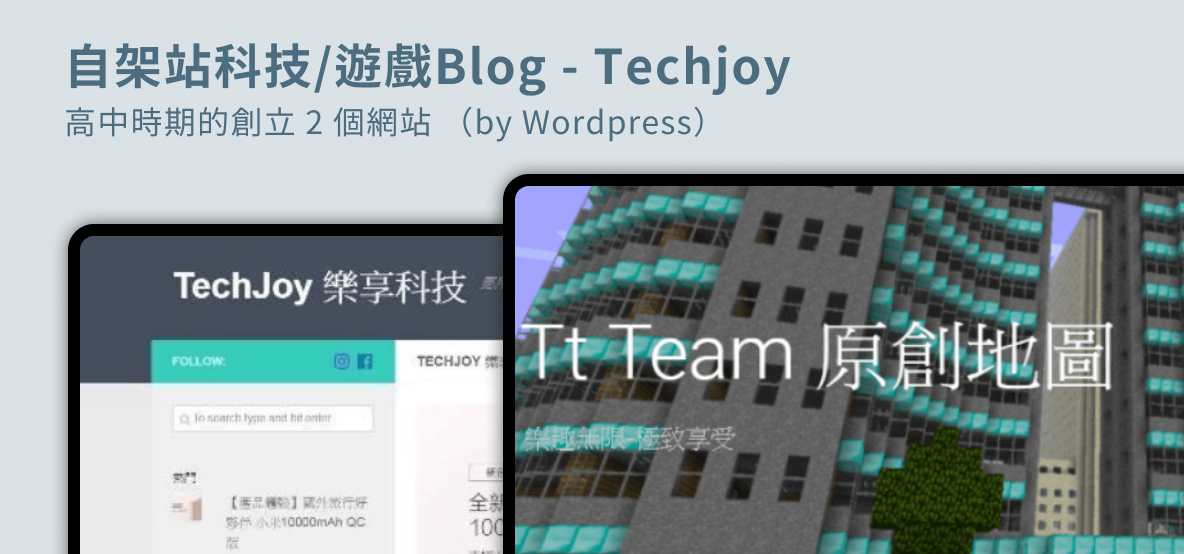 自架站科技/遊戲Blog - Techjoy
高中時期的創立 2 個網站 （by Wordpress）
TechJoy 樂享科技
FOLLOW:
TECHJOY 樂
To search type and hit enter
熱門
【產品體驗】國外旅行好
夥伴 小米10000mAh QC
版
全新
100
Tt Team 原創地圖
樂趣無限-極致享受